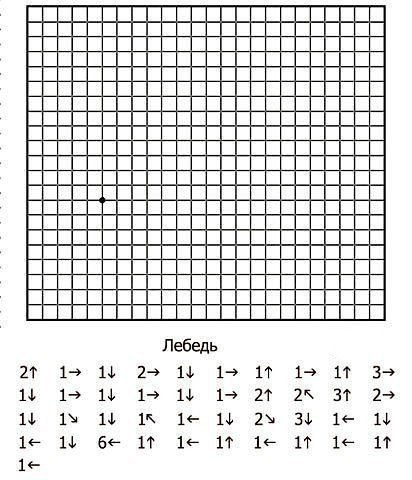 Лебедь
2↑ 1→ 1↓ 2→ 1↓ 1→ 1↑ 1→ 1↑ 3→
1↓ 1→ 1↓ 1→ 1↓ 1→ 2↑ 2↖ 3↑ 2→
1↓ 1↘ 1↓ 1↖ 1← 1↓ 2↘ 3↓ 1← 1↓
1← 1↓ 6← 1↑ 1← 1↑ 1← 1↑ 1← 1↑
1←